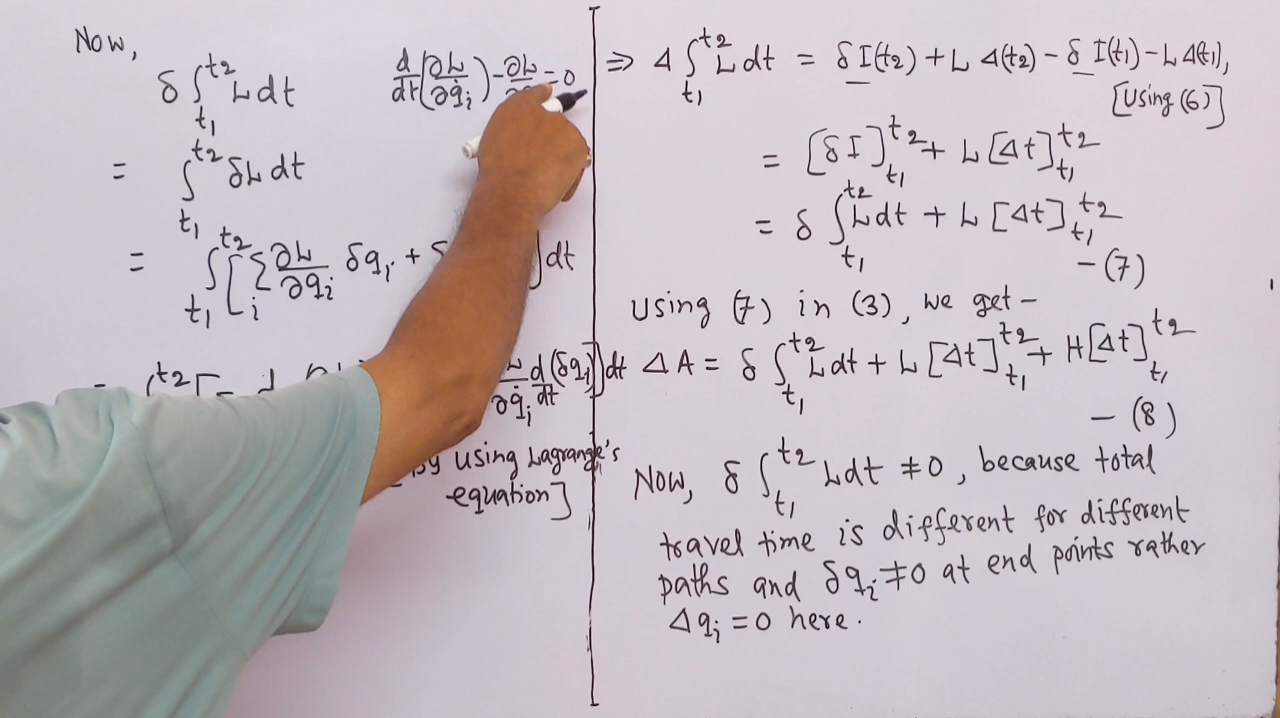 Now,
δ ∫_{t1}^{t2} L dt
d/dt(∂L/∂q̇i) - ∂L/∂ = 0
= ∫_{t1}^{t2} δL dt
= ∫_{t1}^{t2} [Σ_i ∂L/∂qi δqi + ] dt
= ∫^{t2} [ d/dt(δqi)] dt
∂q̇i
By using Lagrange's
equation]
⇒ Δ ∫_{t1}^{t2} L dt = δ I(t2) + L Δ(t2) - δ I(t1) - L Δ(t1),
[Using (6)]
= [δI]_{t1}^{t2} + L [Δt]_{t1}^{t2}
= δ ∫_{t1}^{t2} L dt + L [Δt]_{t1}^{t2}
- (7)
Using (7) in (3), we get -
ΔA = δ ∫_{t1}^{t2} L dt + L [Δt]_{t1}^{t2} + H [Δt]_{t1}^{t2}
- (8)
Now, δ ∫_{t1}^{t2} L dt ≠ 0, because total
travel time is different for different
paths and δqi ≠ 0 at end points rather
Δqi = 0 here.